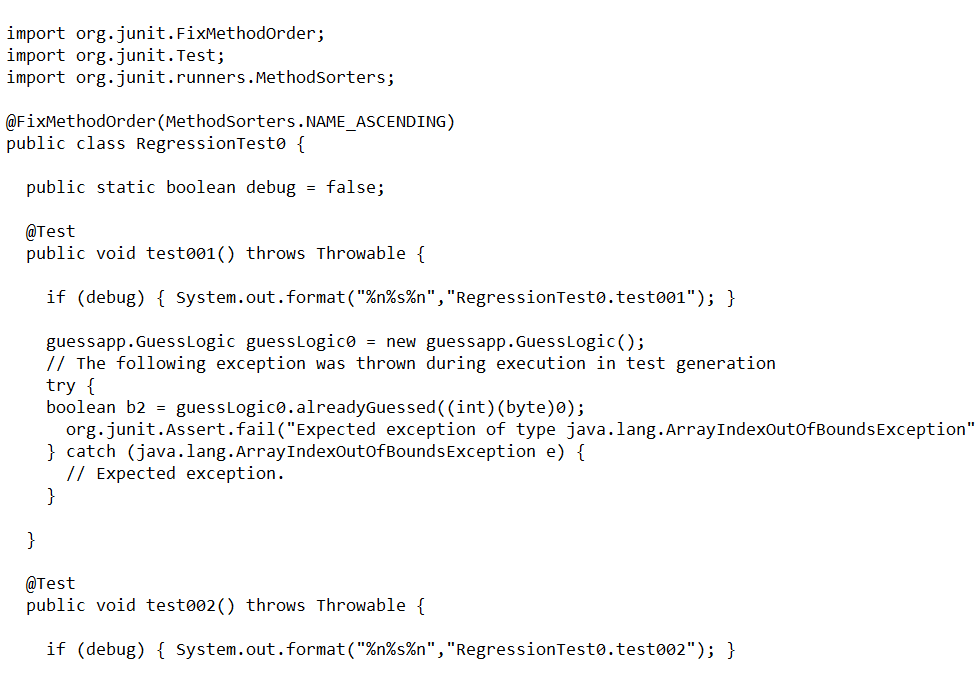 import org.junit.FixMethodOrder;
import org.junit.Test;
import org.junit.runners.MethodSorters;

@FixMethodOrder(MethodSorters.NAME_ASCENDING)
public class RegressionTest0 {

  public static boolean debug = false;

  @Test
  public void test001() throws Throwable {

    if (debug) { System.out.format("%n%s%n","RegressionTest0.test001"); }

    guessapp.GuessLogic guessLogic0 = new guessapp.GuessLogic();
    // The following exception was thrown during execution in test generation
    try {
    boolean b2 = guessLogic0.alreadyGuessed((int)(byte)0);
      org.junit.Assert.fail("Expected exception of type java.lang.ArrayIndexOutOfBoundsException"
    } catch (java.lang.ArrayIndexOutOfBoundsException e) {
      // Expected exception.
    }

  }

  @Test
  public void test002() throws Throwable {

    if (debug) { System.out.format("%n%s%n","RegressionTest0.test002"); }